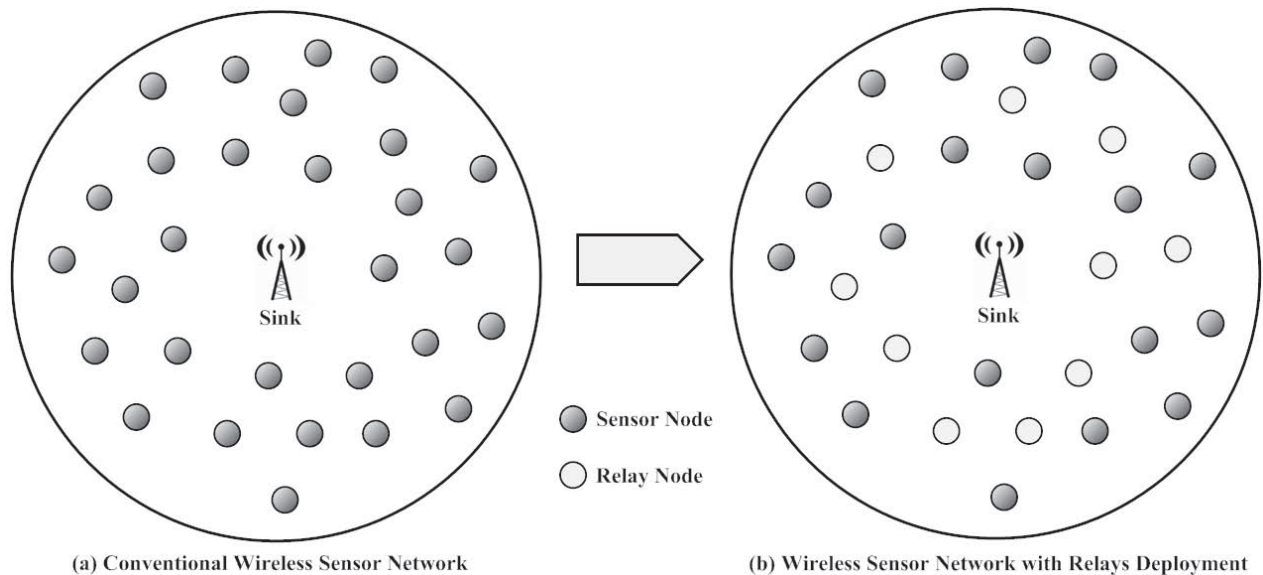 Sink
Sink
Sensor Node
Relay Node
(a) Conventional Wireless Sensor Network
(b) Wireless Sensor Network with Relays Deployment